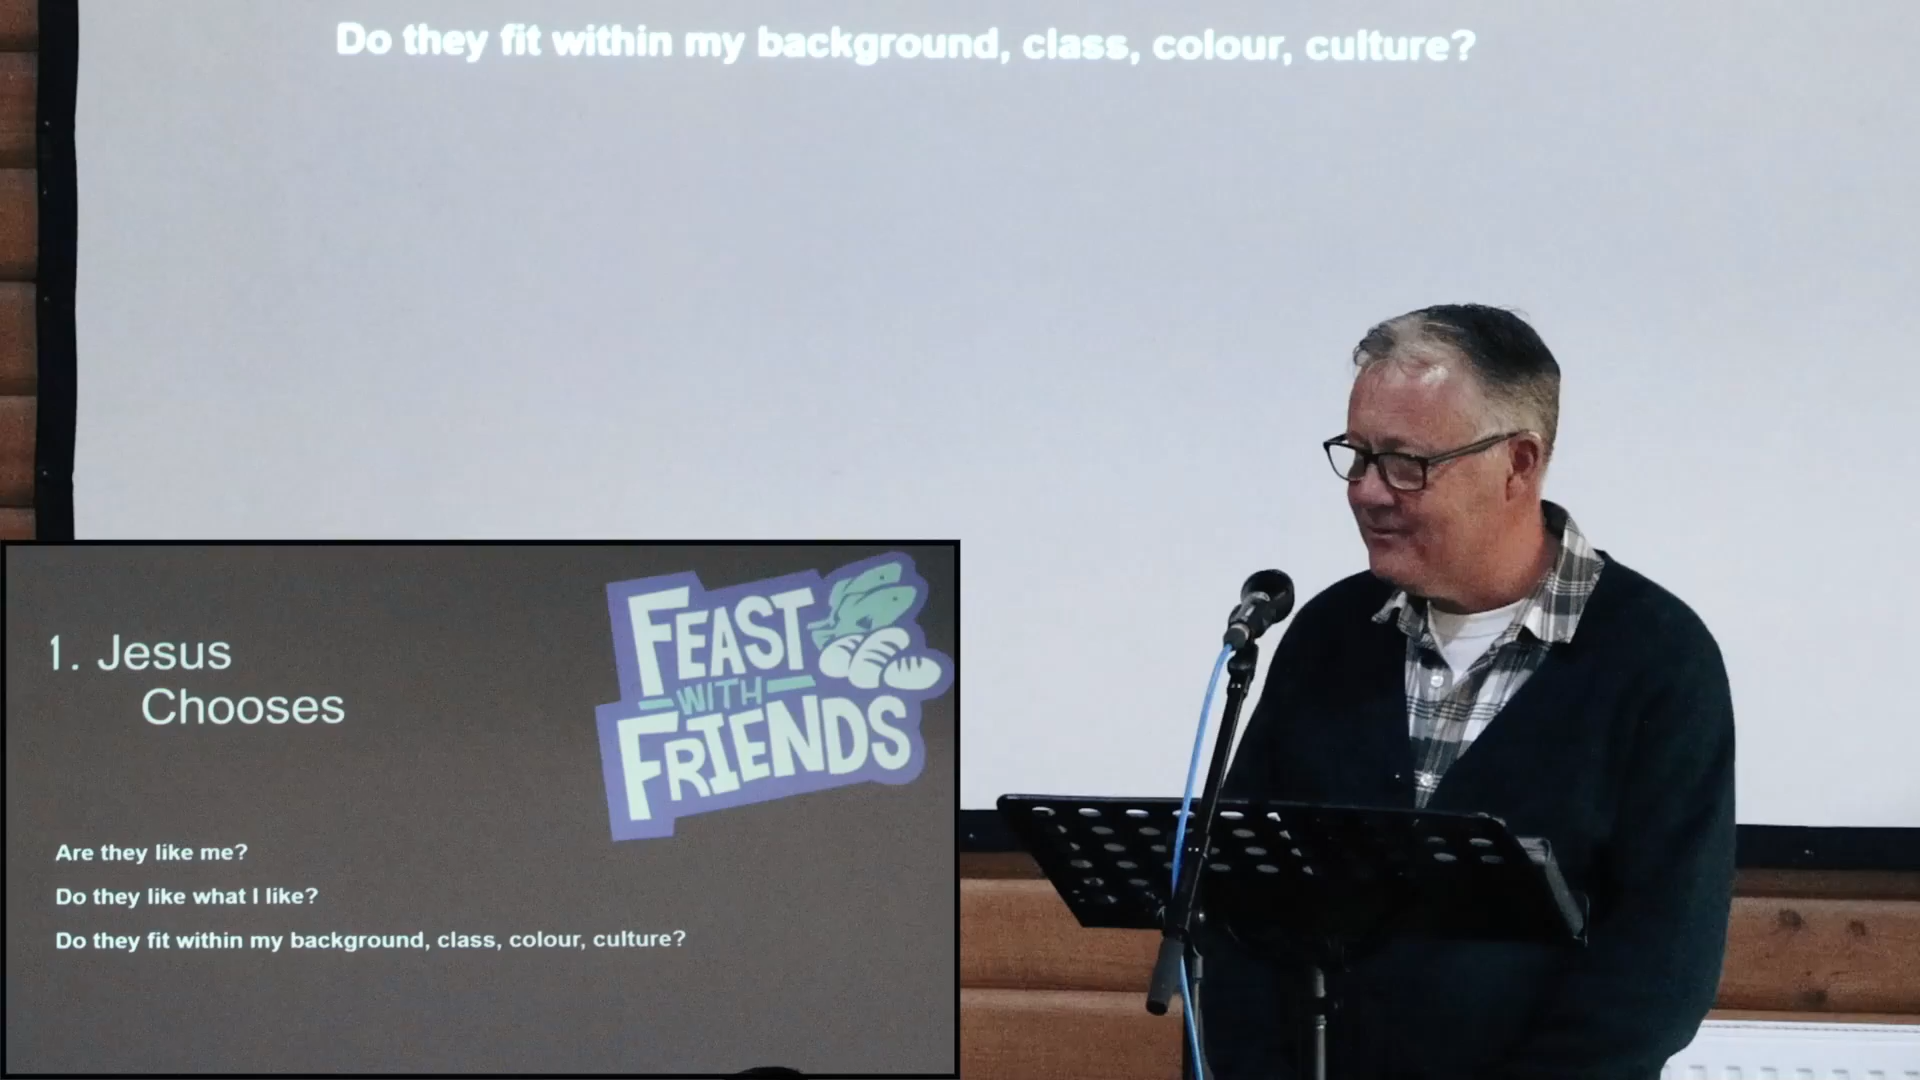 Do they fit within my background, class, colour, culture?
1. Jesus
Chooses
FEAST
WITH
FRIENDS
Are they like me?
Do they like what I like?
Do they fit within my background, class, colour, culture?